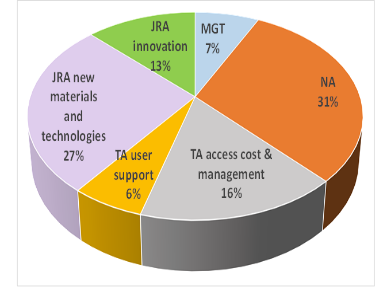 MGT
7%
NA
31%
TA access cost &
management
16%
TA user
support
6%
JRA new
materials
and
technologies
27%
JRA
innovation
13%